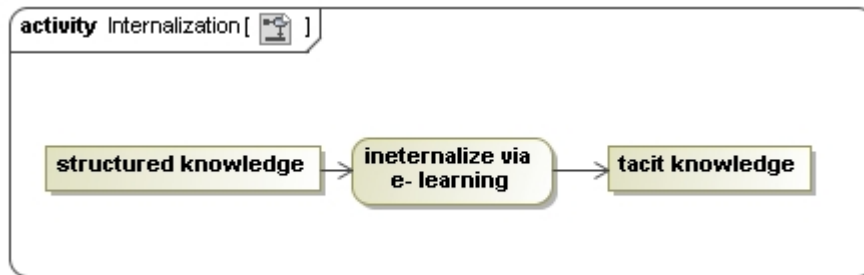 activity Internalization [ ]
structured knowledge
ineternalize via
e- learning
tacit knowledge